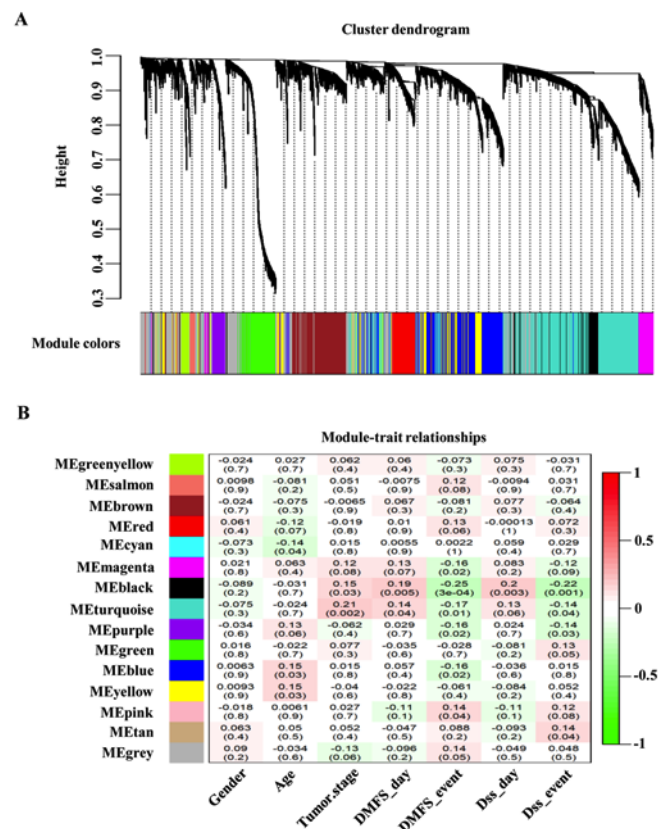 A
Cluster dendrogram
Height
1.0
0.9
0.8
0.7
0.6
0.5
0.4
0.3
Module colors
B
Module-trait relationships
MEgreenyellow -0.024 0.027 0.062 0.06 -0.073 0.075 -0.031
(0.7) (0.7) (0.4) (0.4) (0.3) (0.3) (0.7)
MEsalmon 0.0098 -0.081 0.051 -0.0075 0.12 -0.0094 0.031
(0.9) (0.2) (0.5) (0.9) (0.08) (0.9) (0.7)
MEbrown -0.024 -0.075 -0.0065 0.067 -0.081 0.077 -0.064
(0.7) (0.3) (0.9) (0.3) (0.2) (0.3) (0.4)
MEred 0.061 -0.12 -0.019 0.01 0.13 -0.00013 0.072
(0.4) (0.07) (0.8) (0.9) (0.06) (1) (0.3)
MEcyan -0.073 -0.14 0.015 0.0055 0.0022 0.059 0.029
(0.3) (0.04) (0.8) (0.9) (1) (0.4) (0.7)
MEmagenta 0.021 0.063 0.12 0.13 -0.16 0.083 -0.12
(0.8) (0.4) (0.08) (0.07) (0.02) (0.2) (0.09)
MEblack -0.089 -0.031 0.15 0.19 -0.25 0.2 -0.22
(0.2) (0.7) (0.03) (0.005) (3e-04) (0.003) (0.001)
MEturquoise -0.075 -0.024 0.21 0.14 -0.17 0.13 -0.14
(0.3) (0.7) (0.002) (0.04) (0.01) (0.06) (0.04)
MEpurple -0.034 0.13 -0.062 0.029 -0.16 0.024 -0.14
(0.6) (0.06) (0.4) (0.7) (0.02) (0.7) (0.03)
MEgreen 0.016 -0.022 0.077 -0.035 -0.028 -0.081 0.13
(0.8) (0.7) (0.3) (0.6) (0.7) (0.2) (0.05)
MEblue 0.0063 0.15 0.015 0.057 -0.16 -0.036 0.015
(0.9) (0.03) (0.8) (0.4) (0.02) (0.6) (0.8)
MEyellow 0.0093 0.15 -0.04 -0.022 -0.061 -0.084 0.052
(0.9) (0.03) (0.6) (0.8) (0.4) (0.2) (0.4)
MEpink -0.018 0.0061 0.027 -0.11 0.14 -0.11 0.12
(0.8) (0.9) (0.7) (0.1) (0.04) (0.1) (0.08)
MEtan 0.063 0.05 0.052 -0.047 0.088 -0.093 0.14
(0.4) (0.5) (0.4) (0.5) (0.2) (0.2) (0.04)
MEgrey 0.09 -0.034 -0.13 -0.096 0.14 -0.049 0.048
(0.2) (0.6) (0.06) (0.2) (0.05) (0.5) (0.5)
Gender Age Tumor.stage DMFS_day DMFS_event Dss_day Dss_event
1
0.5
0
-0.5
-1